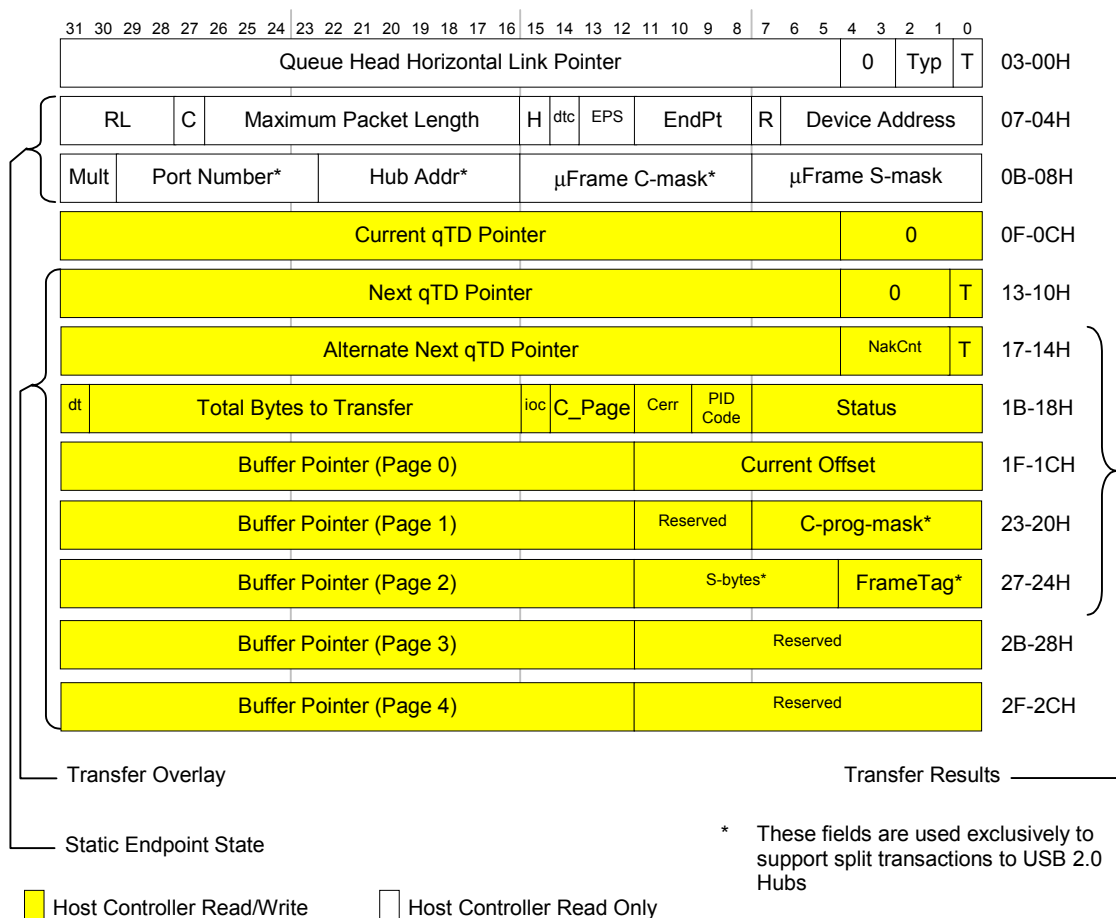 31 30 29 28 27 26 25 24 23 22 21 20 19 18 17 16 15 14 13 12 11 10 9 8 7 6 5 4 3 2 1 0
Queue Head Horizontal Link Pointer 0 Typ T 03-00H
RL C Maximum Packet Length H dtc EPS EndPt R Device Address 07-04H
Mult Port Number* Hub Addr* µFrame C-mask* µFrame S-mask 0B-08H
Current qTD Pointer 0 0F-0CH
Next qTD Pointer 0 T 13-10H
Alternate Next qTD Pointer NakCnt T 17-14H
dt Total Bytes to Transfer ioc C_Page Cerr PID Code Status 1B-18H
Buffer Pointer (Page 0) Current Offset 1F-1CH
Buffer Pointer (Page 1) Reserved C-prog-mask* 23-20H
Buffer Pointer (Page 2) S-bytes* FrameTag* 27-24H
Buffer Pointer (Page 3) Reserved 2B-28H
Buffer Pointer (Page 4) Reserved 2F-2CH
Transfer Overlay Transfer Results
Static Endpoint State
* These fields are used exclusively to
support split transactions to USB 2.0
Hubs
Host Controller Read/Write Host Controller Read Only